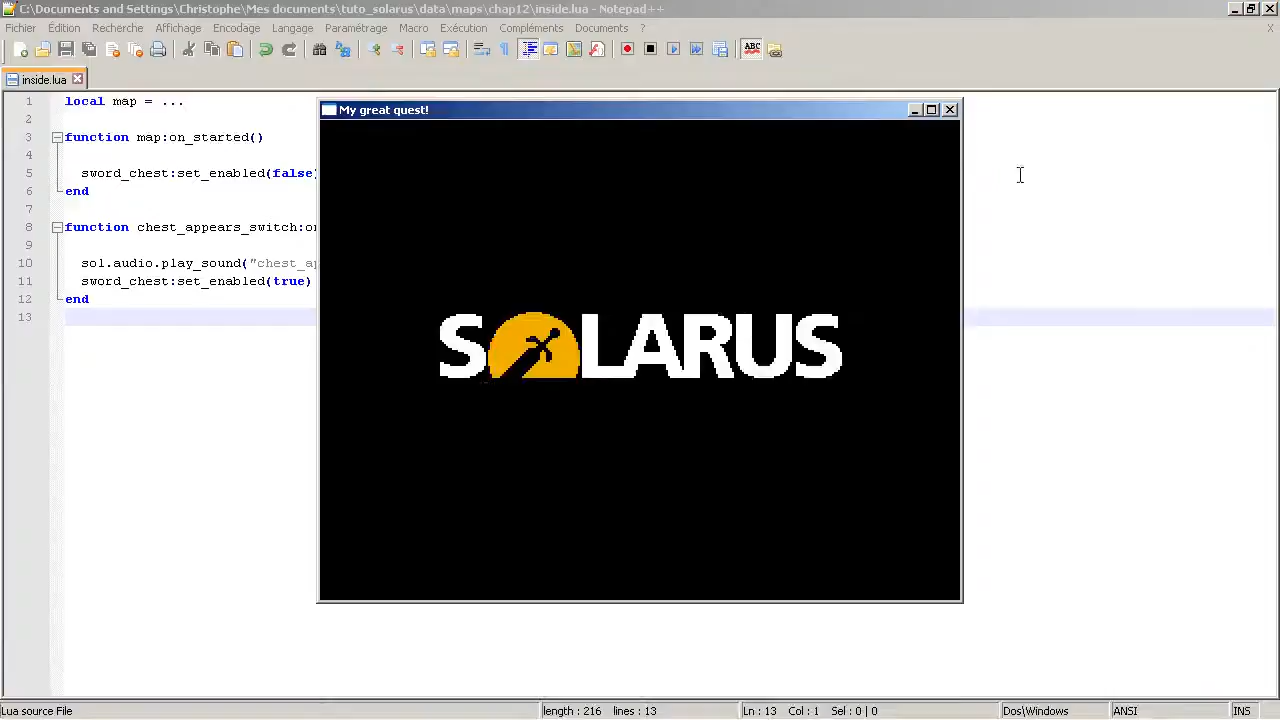 C:\Documents and Settings\Christophe\Mes documents\tuto_solarus\data\maps\chap12\inside.lua - Notepad++
Fichier Édition Recherche Affichage Encodage Langage Paramétrage Macro Exécution Compléments Documents ? X
ABC
inside.lua
My great quest!
1 local map = ...
2
3 function map:on_started()
4
5 sword_chest:set_enabled(false)
6 end
7
8 function chest_appears_switch:on
9
10 sol.audio.play_sound("chest_ap
11 sword_chest:set_enabled(true)
12 end
13
SOLARUS
Lua source File length : 216 lines : 13 Ln : 13 Col : 1 Sel : 0 | 0 Dos\Windows ANSI INS